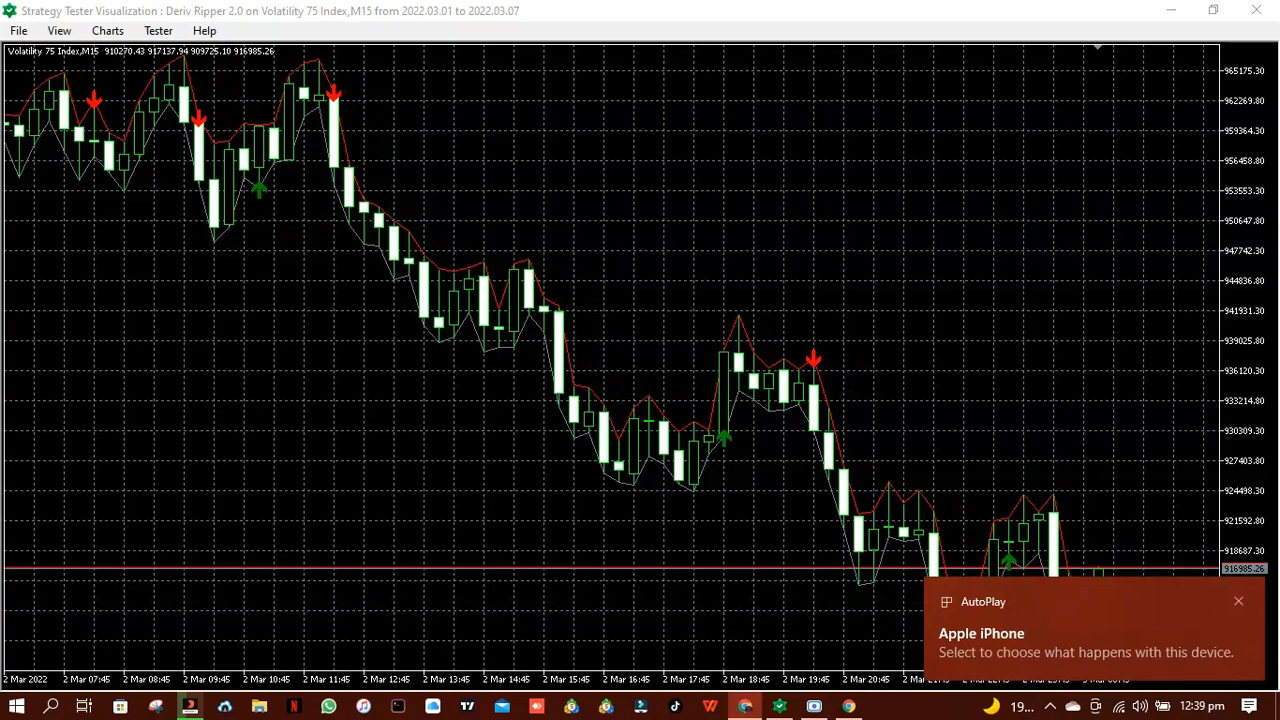 Strategy Tester Visualization : Deriv Ripper 2.0 on Volatility 75 Index,M15 from 2022.03.01 to 2022.03.07
File View Charts Tester Help
Volatility 75 Index,M15 910270.43 917137.94 909725.10 916985.26
965175.30
962269.80
959364.30
956458.80
953553.30
950647.80
947742.30
944836.80
941931.30
939025.80
936120.30
933214.80
930309.30
927403.80
924498.30
921592.80
918687.30
916985.26
AutoPlay
Apple iPhone
Select to choose what happens with this device.
2 Mar 2022 2 Mar 07:45 2 Mar 08:45 2 Mar 09:45 2 Mar 10:45 2 Mar 11:45 2 Mar 12:45 2 Mar 13:45 2 Mar 14:45 2 Mar 15:45 2 Mar 16:45 2 Mar 17:45 2 Mar 18:45 2 Mar 19:45
19... 12:39 pm